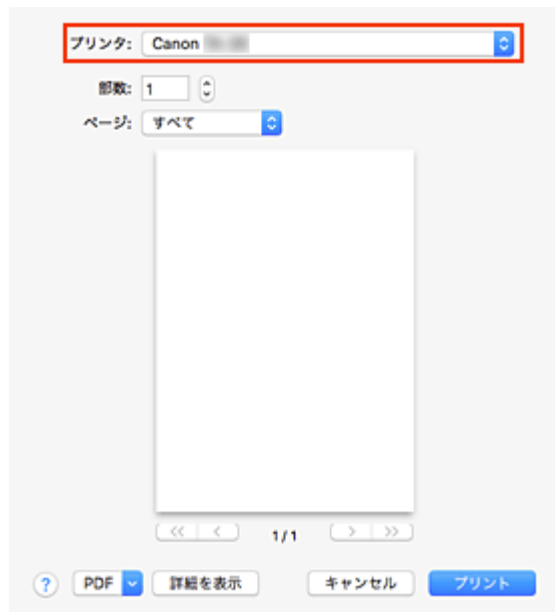 プリンタ: Canon
部数: 1
ページ: すべて
<< < 1/1 > >>
? PDF 詳細を表示 キャンセル プリント